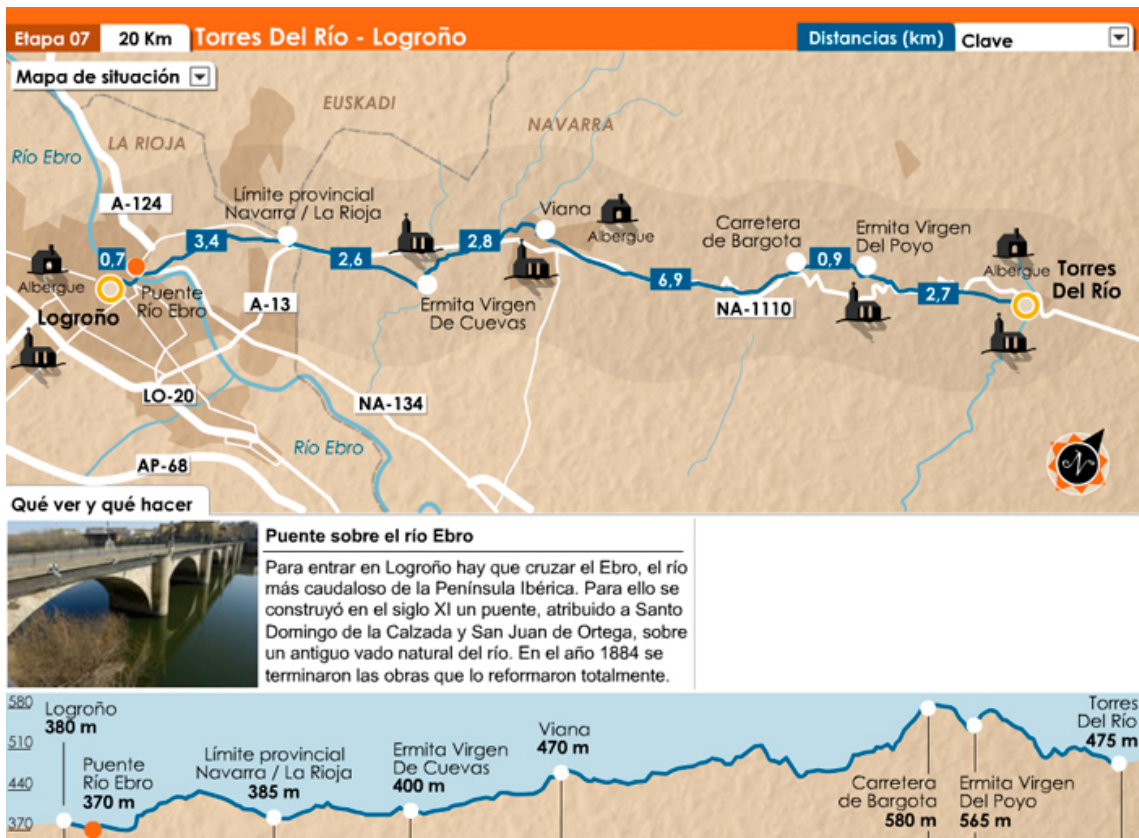 Etapa 07
20 Km
Torres Del Río - Logroño
Distancias (km)
Clave
Mapa de situación
EUSKADI
NAVARRA
LA RIOJA
Río Ebro
A-124
Límite provincial
Navarra / La Rioja
Viana
Albergue
Carretera
de Bargota
Ermita Virgen
Del Poyo
Albergue
Torres
Del Río
0,7
3,4
2,6
2,8
6,9
0,9
2,7
Albergue
Logroño
Puente
Río Ebro
A-13
Ermita Virgen
De Cuevas
NA-1110
LO-20
NA-134
Río Ebro
AP-68
N
Qué ver y qué hacer
Puente sobre el río Ebro
Para entrar en Logroño hay que cruzar el Ebro, el río
más caudaloso de la Península Ibérica. Para ello se
construyó en el siglo XI un puente, atribuido a Santo
Domingo de la Calzada y San Juan de Ortega, sobre
un antiguo vado natural del río. En el año 1884 se
terminaron las obras que lo reformaron totalmente.
580
510
440
370
Logroño
380 m
Puente
Río Ebro
370 m
Límite provincial
Navarra / La Rioja
385 m
Ermita Virgen
De Cuevas
400 m
Viana
470 m
Carretera
de Bargota
580 m
Ermita Virgen
Del Poyo
565 m
Torres
Del Río
475 m